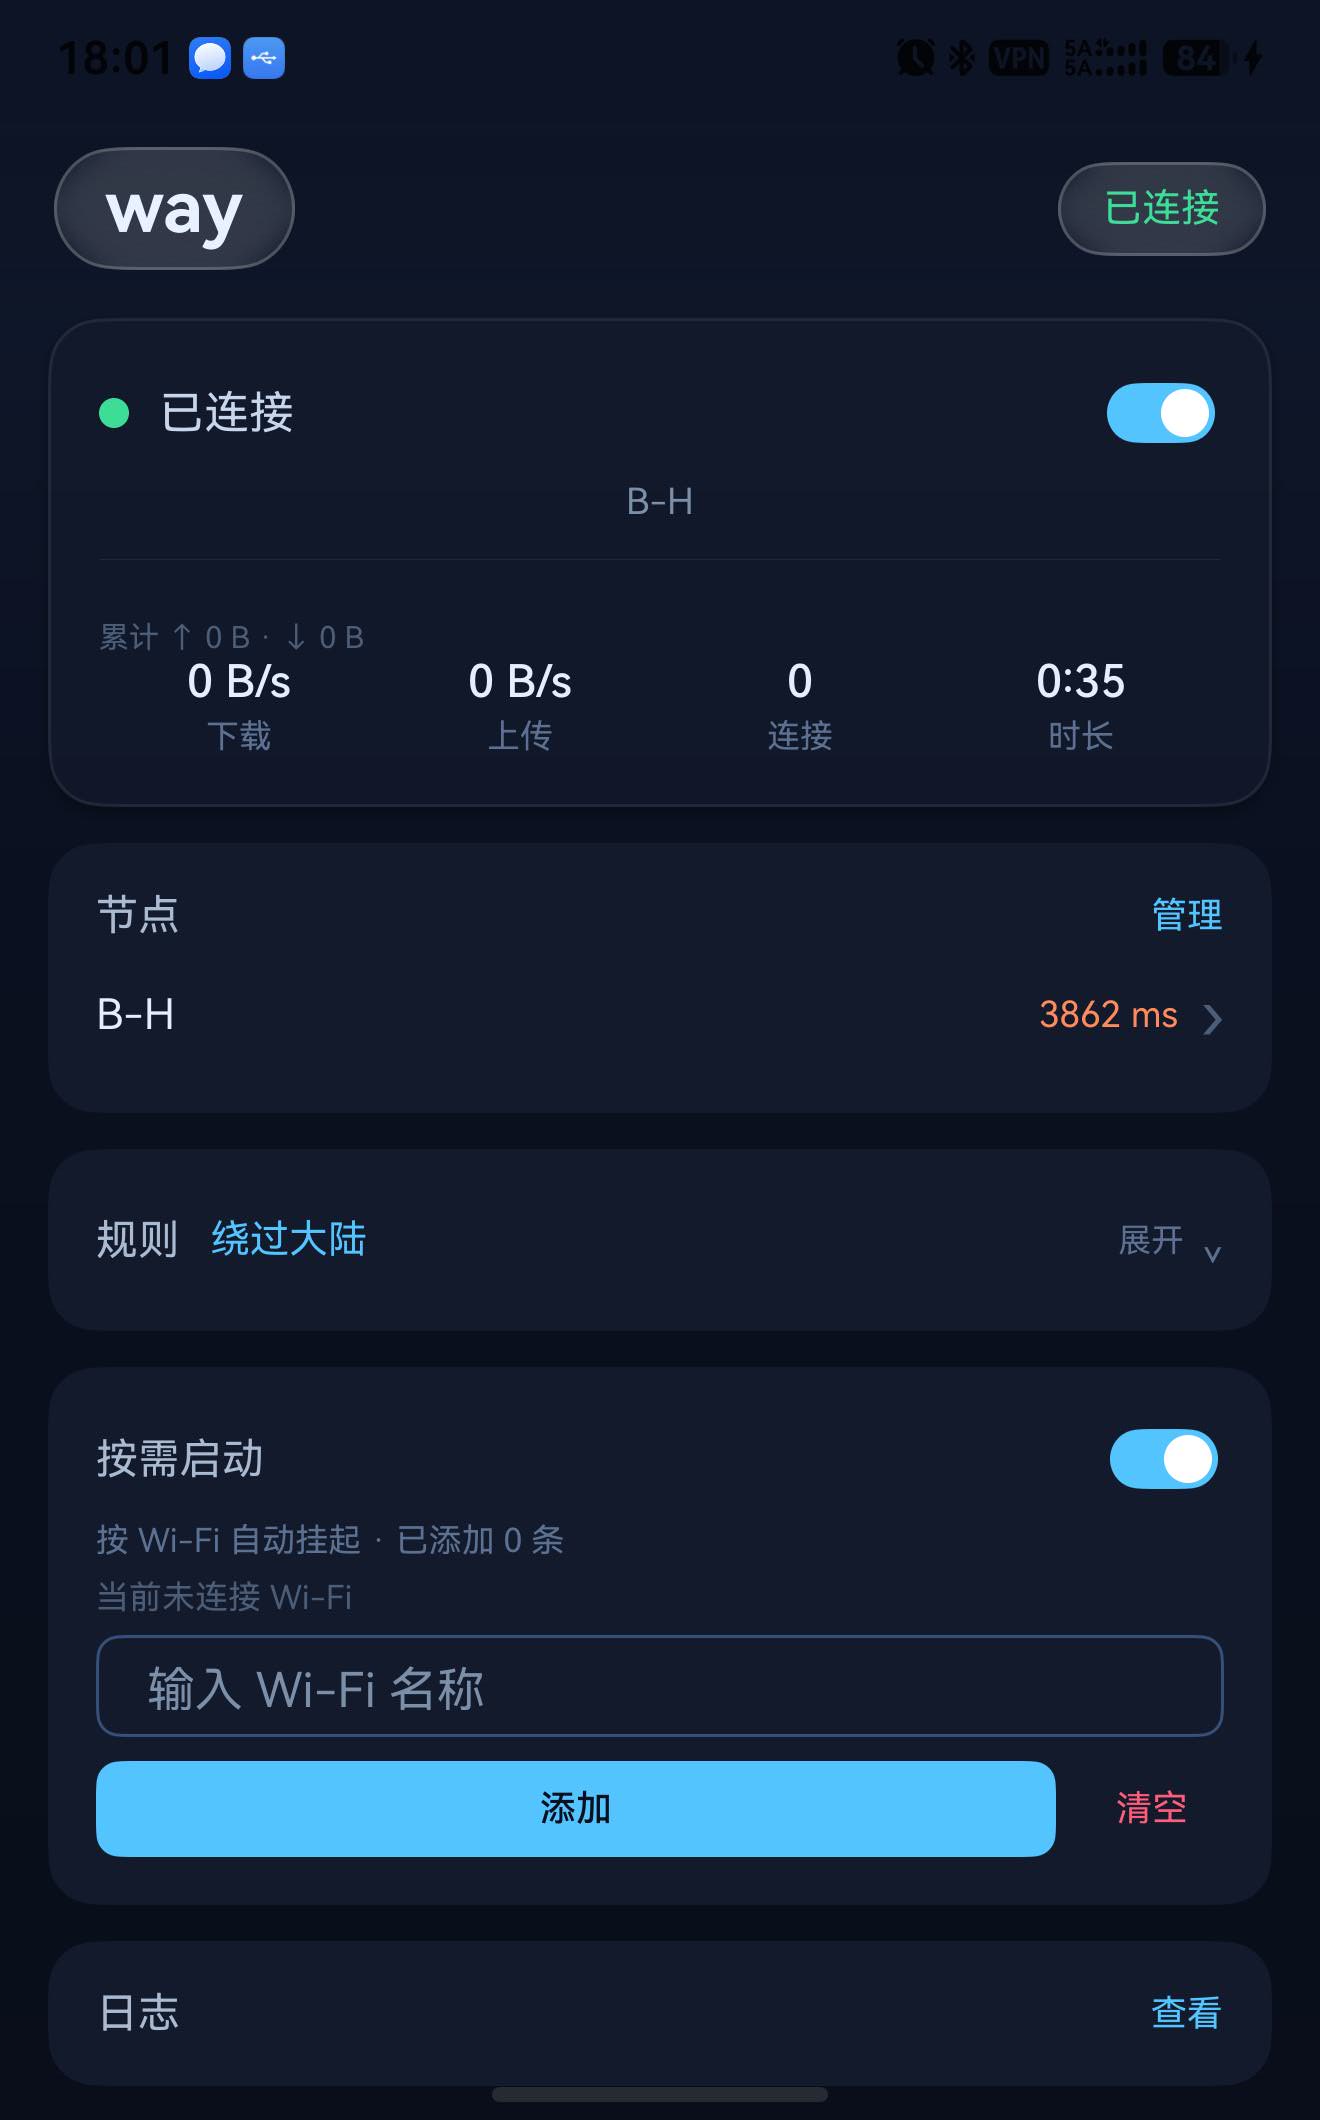 18:01 VPN 5A 5A 84
way 已连接
已连接
B-H
累计 ↑ 0 B · ↓ 0 B
0 B/s 0 B/s 0 0:35
下载 上传 连接 时长
节点 管理
B-H 3862 ms
规则 绕过大陆 展开
按需启动
按 Wi-Fi 自动挂起 · 已添加 0 条
当前未连接 Wi-Fi
输入 Wi-Fi 名称
添加 清空
日志 查看